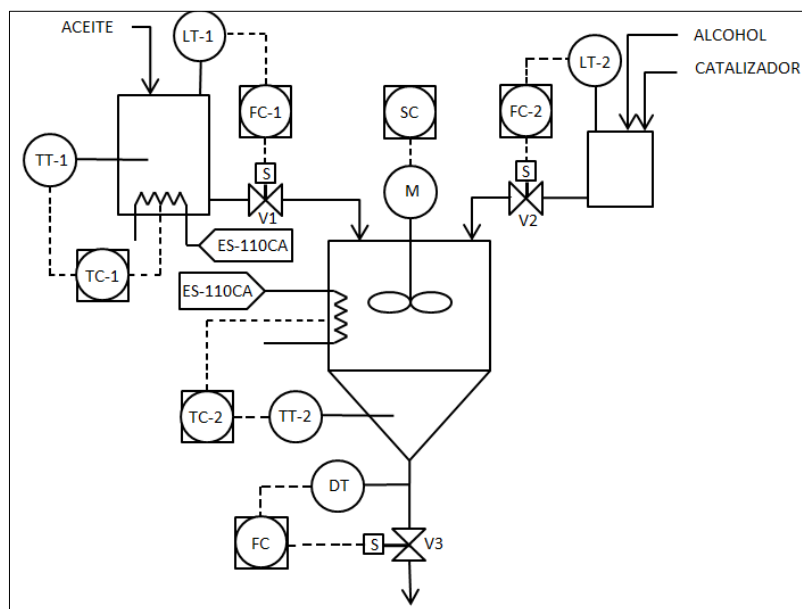 ACEITE
LT-1
FC-1
SC
FC-2
LT-2
ALCOHOL
CATALIZADOR
TT-1
S
V1
M
S
V2
ES-110CA
TC-1
ES-110CA
TC-2
TT-2
DT
FC
S
V3